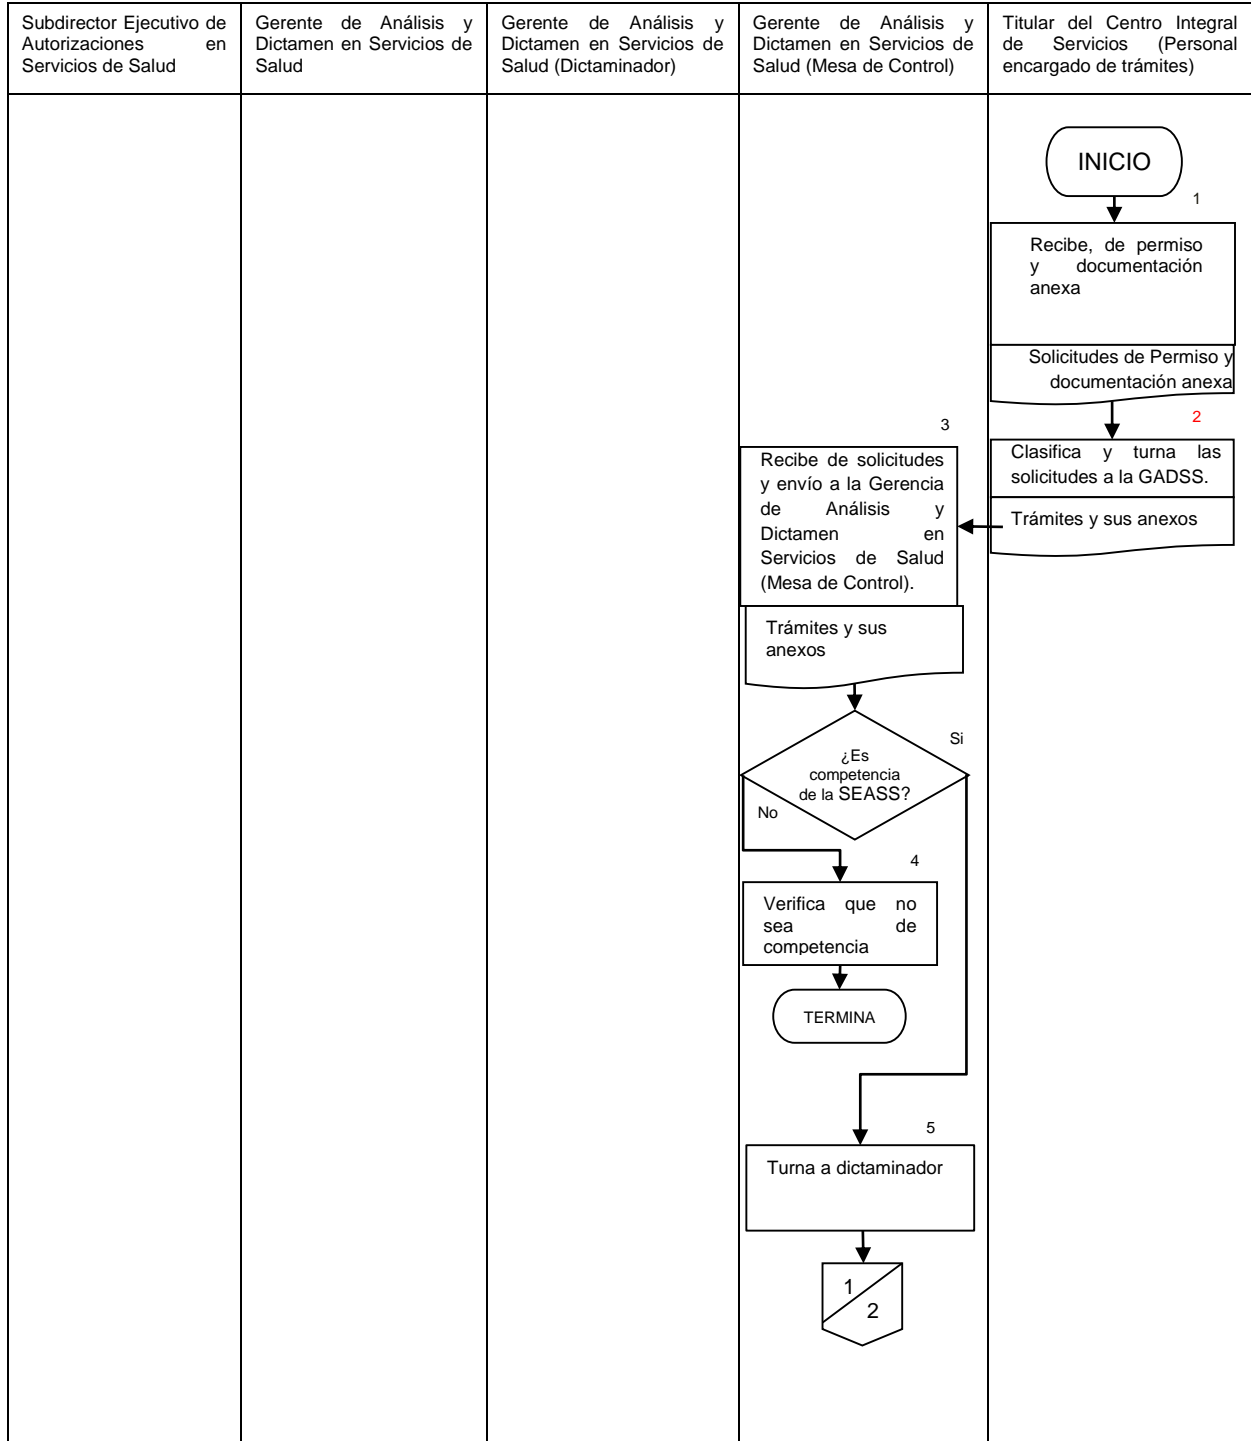 Subdirector Ejecutivo de
Autorizaciones en
Servicios de Salud
Gerente de Análisis y
Dictamen en Servicios de
Salud
Gerente de Análisis y
Dictamen en Servicios de
Salud (Dictaminador)
Gerente de Análisis y
Dictamen en Servicios de
Salud (Mesa de Control)
Titular del Centro Integral
de Servicios (Personal
encargado de trámites)
INICIO
1
Recibe, de permiso
y documentación
anexa
Solicitudes de Permiso y
documentación anexa
2
Clasifica y turna las
solicitudes a la GADSS.
Trámites y sus anexos
3
Recibe de solicitudes
y envío a la Gerencia
de Análisis y
Dictamen en
Servicios de Salud
(Mesa de Control).
Trámites y sus
anexos
¿Es
competencia
de la SEASS?
Si
No
4
Verifica que no
sea de
competencia
TERMINA
5
Turna a dictaminador
1
2